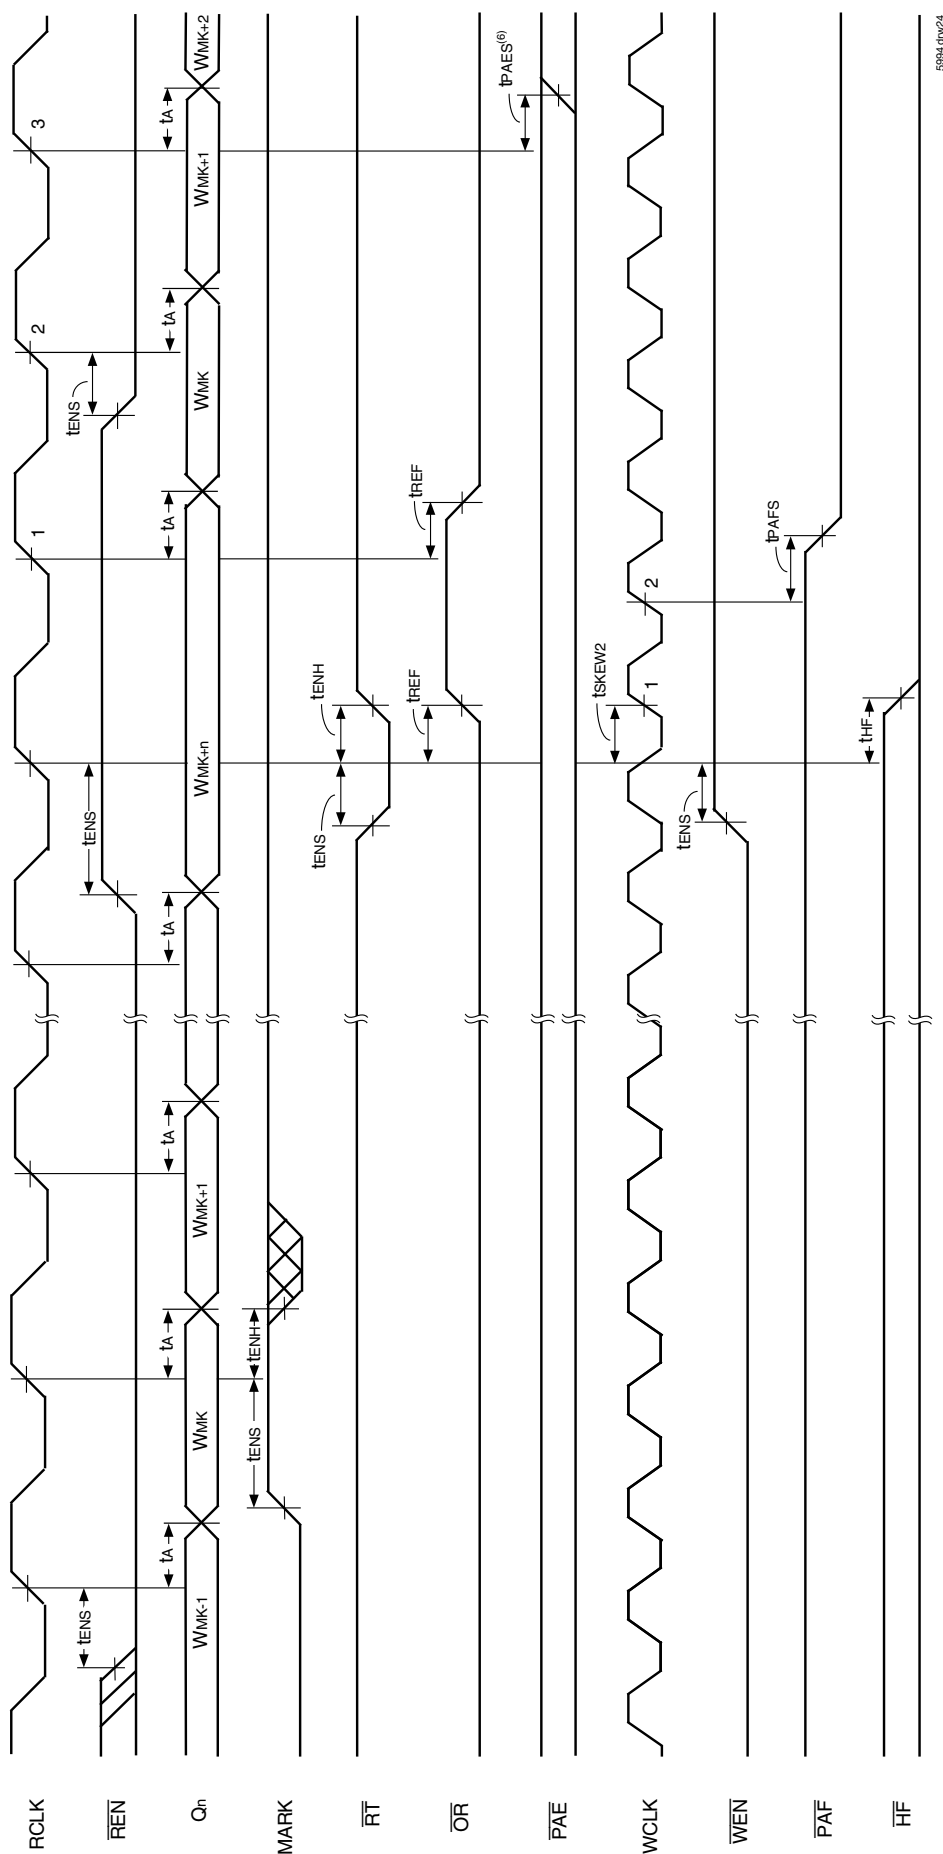 RCLK
1
2
3
REN
tENS
tENS
tENS
Qn
tA
tA
tA
tA
tA
tA
tA
WMK-1
WMK
WMK+1
WMK+n
WMK
WMK+1
WMK+2
MARK
tENS
tENH
RT
tENS
tENH
OR
tREF
tREF
PAE
tPAES(6)
WCLK
tSKEW2
1
2
WEN
tENS
PAF
tPAFS
HF
tHF
5994 drw24